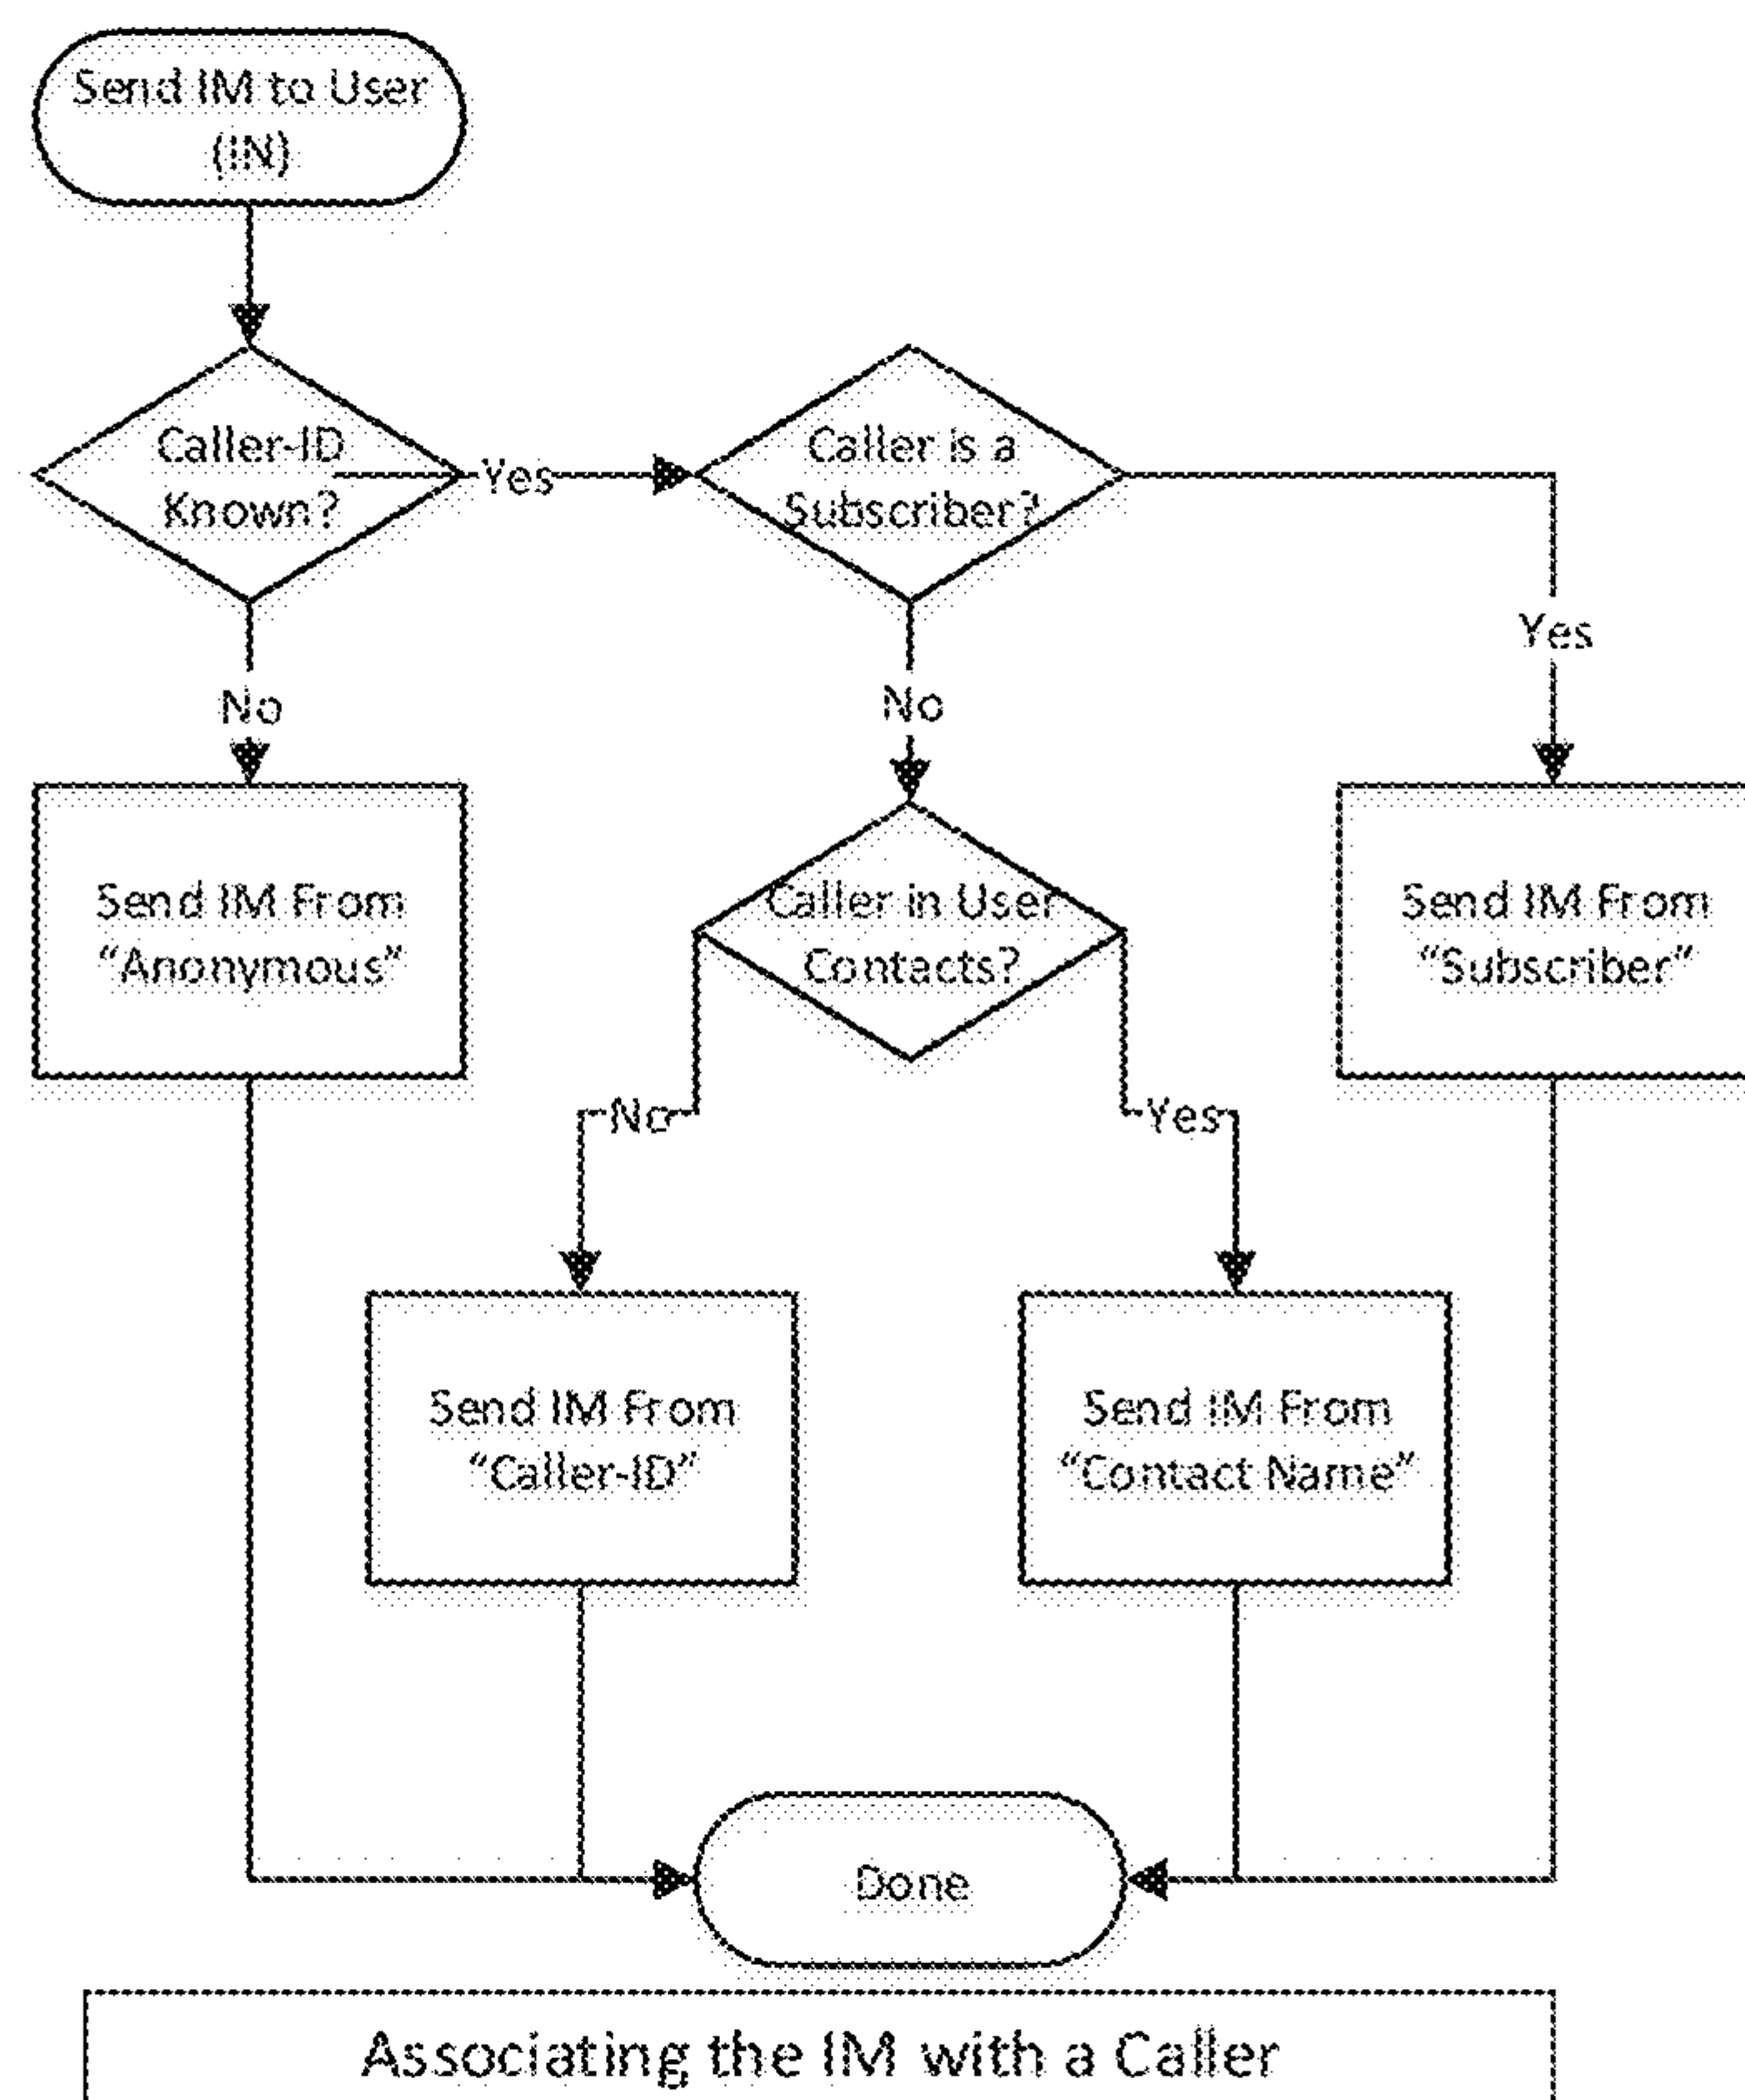 Send IM to User
(IN)
Caller-ID
Known?
Yes
Caller is a
Subscriber?
Yes
No
No
Send IM From
“Anonymous”
Caller in User
Contacts?
Send IM From
“Subscriber”
No
Yes
Send IM From
“Caller-ID”
Send IM From
“Contact Name”
Done
Associating the IM with a Caller